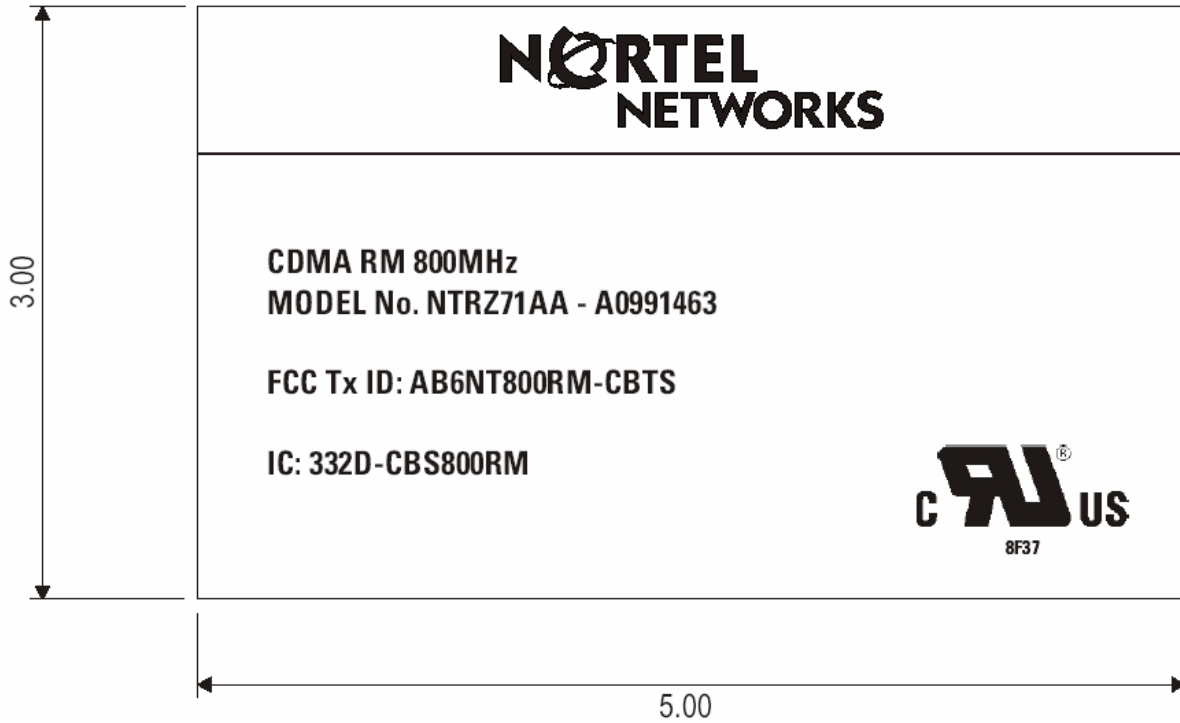 NORTEL
NETWORKS
3.00
CDMA RM 800MHz
MODEL No. NTRZ71AA - A0991463
FCC Tx ID: AB6NT800RM-CBTS
IC: 332D-CBS800RM
C RU ® US
8F37
5.00